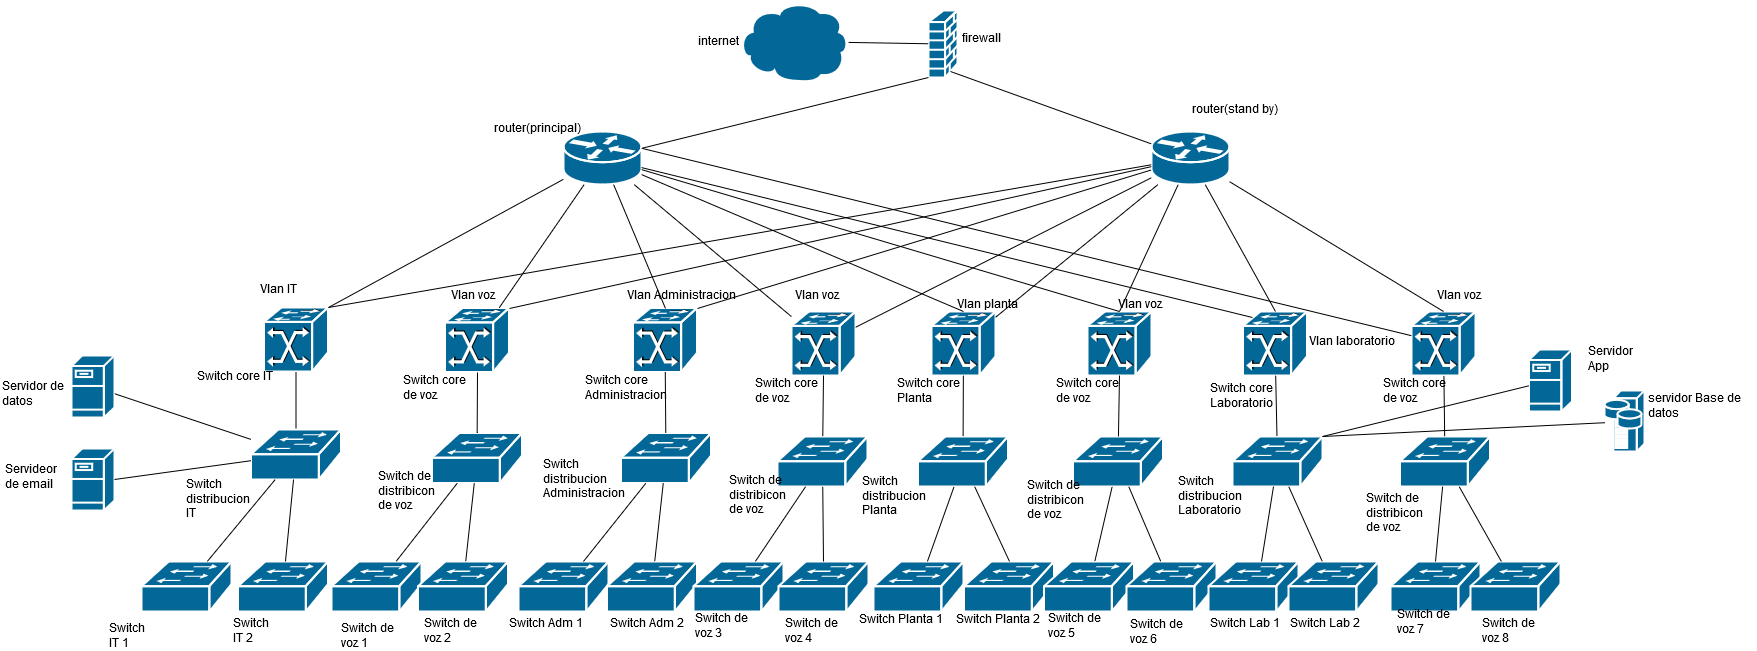 internet
firewall
router(stand by)
router(principal)
Vlan IT
Vlan voz
Vlan Administracion
Vlan voz
Vlan planta
Vlan voz
Vlan laboratorio
Vlan voz
Switch core IT
Switch core
de voz
Switch core
Administracion
Switch core
de voz
Switch core
Planta
Switch core
de voz
Switch core
Laboratorio
Switch core
de voz
Servidor
App
servidor Base de
datos
Servidor de
datos
Servideor
de email
Switch
distribucion
IT
Switch de
distribicon
de voz
Switch
distribucion
Administracion
Switch de
distribicon
de voz
Switch
distribucion
Planta
Switch de
distribicon
de voz
Switch
distribucion
Laboratorio
Switch de
distribicon
de voz
Switch
IT 1
Switch
IT 2
Switch de
voz 1
Switch de
voz 2
Switch Adm 1
Switch Adm 2
Switch de
voz 3
Switch de
voz 4
Switch Planta 1
Switch Planta 2
Switch de
voz 5
Switch de
voz 6
Switch Lab 1
Switch Lab 2
Switch de
voz 7
Switch de
voz 8